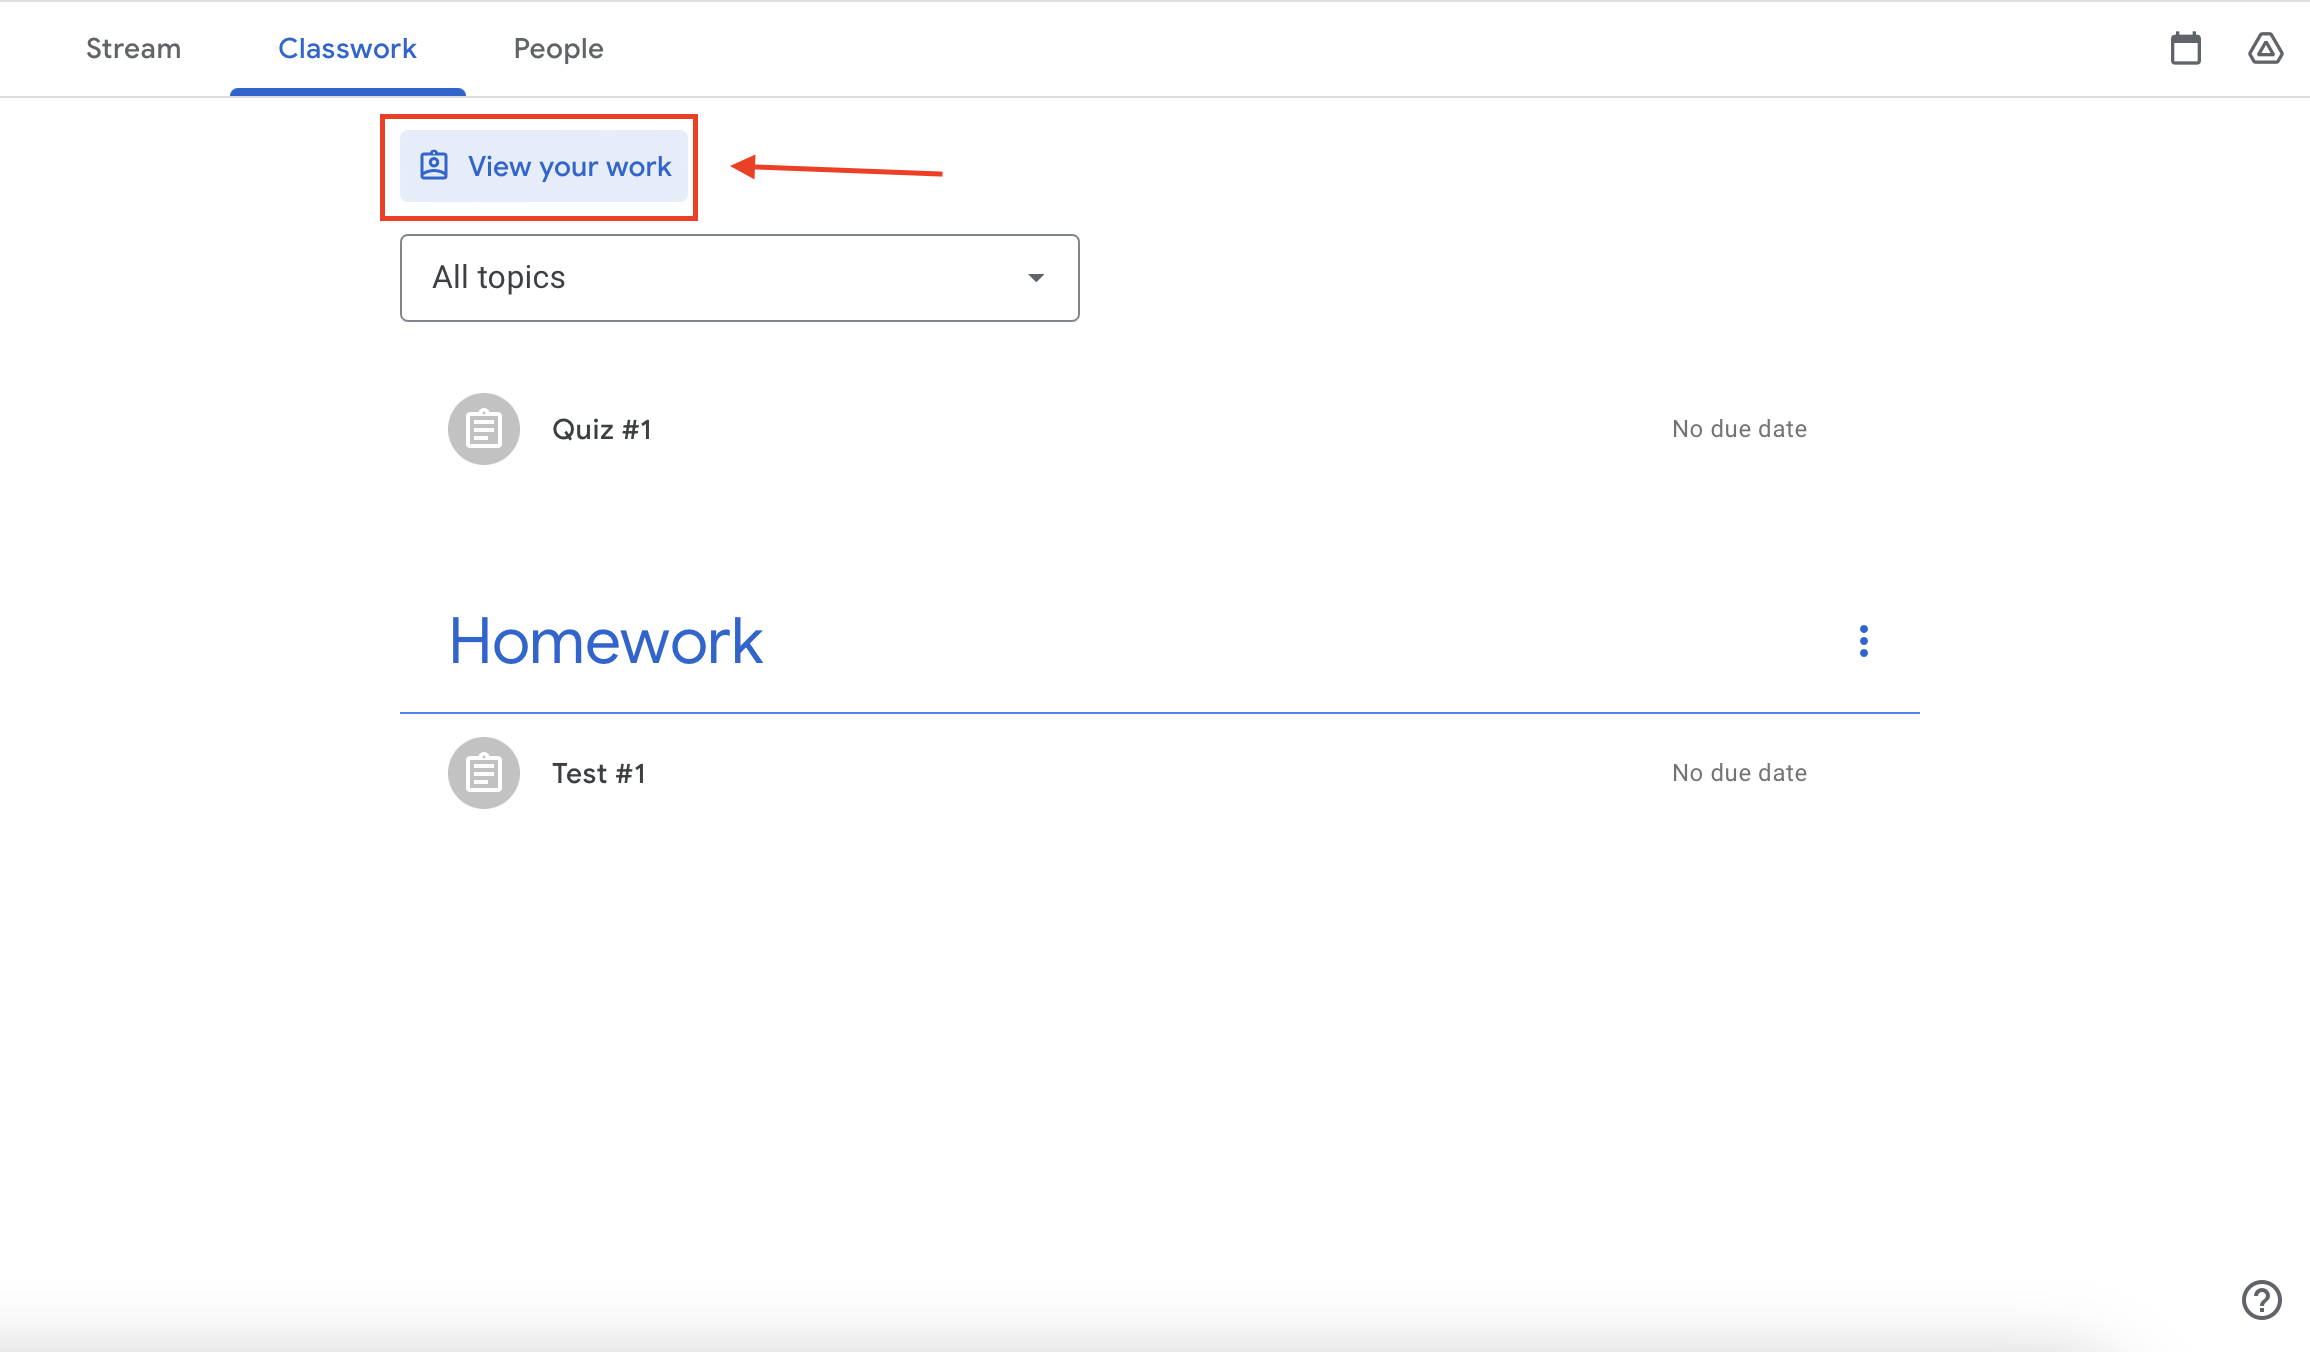 Stream Classwork People
View your work
All topics
Quiz #1 No due date
Homework
Test #1 No due date